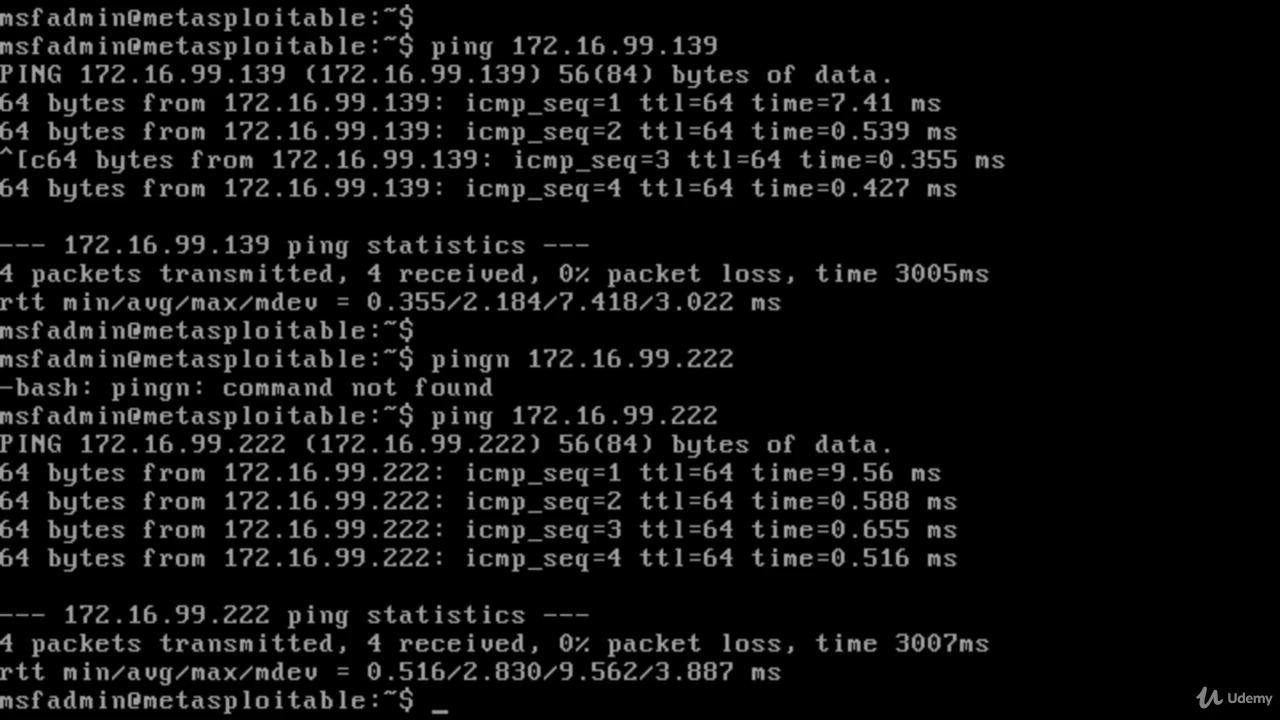 msfadmin@metasploitable:~$
msfadmin@metasploitable:~$ ping 172.16.99.139
PING 172.16.99.139 (172.16.99.139) 56(84) bytes of data.
64 bytes from 172.16.99.139: icmp_seq=1 ttl=64 time=7.41 ms
64 bytes from 172.16.99.139: icmp_seq=2 ttl=64 time=0.539 ms
^[c64 bytes from 172.16.99.139: icmp_seq=3 ttl=64 time=0.355 ms
64 bytes from 172.16.99.139: icmp_seq=4 ttl=64 time=0.427 ms
--- 172.16.99.139 ping statistics ---
4 packets transmitted, 4 received, 0% packet loss, time 3005ms
rtt min/avg/max/mdev = 0.355/2.184/7.418/3.022 ms
msfadmin@metasploitable:~$
msfadmin@metasploitable:~$ pingn 172.16.99.222
-bash: pingn: command not found
msfadmin@metasploitable:~$ ping 172.16.99.222
PING 172.16.99.222 (172.16.99.222) 56(84) bytes of data.
64 bytes from 172.16.99.222: icmp_seq=1 ttl=64 time=9.56 ms
64 bytes from 172.16.99.222: icmp_seq=2 ttl=64 time=0.588 ms
64 bytes from 172.16.99.222: icmp_seq=3 ttl=64 time=0.655 ms
64 bytes from 172.16.99.222: icmp_seq=4 ttl=64 time=0.516 ms
--- 172.16.99.222 ping statistics ---
4 packets transmitted, 4 received, 0% packet loss, time 3007ms
rtt min/avg/max/mdev = 0.516/2.830/9.562/3.887 ms
msfadmin@metasploitable:~$ _
Udemy